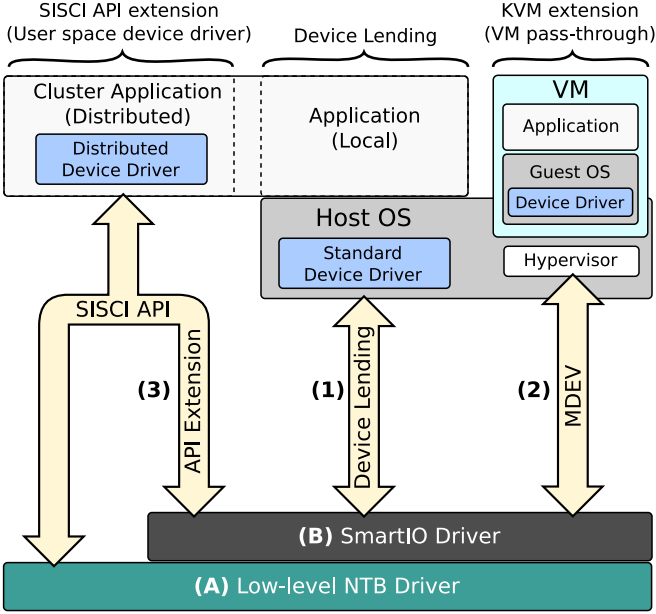 SISCI API extension
(User space device driver)
Device Lending
KVM extension
(VM pass-through)
Cluster Application
(Distributed)
Distributed
Device Driver
Application
(Local)
VM
Application
Guest OS
Device Driver
Host OS
Standard
Device Driver
Hypervisor
SISCI API
(3)
API Extension
(1)
Device Lending
(2)
MDEV
(B) SmartIO Driver
(A) Low-level NTB Driver